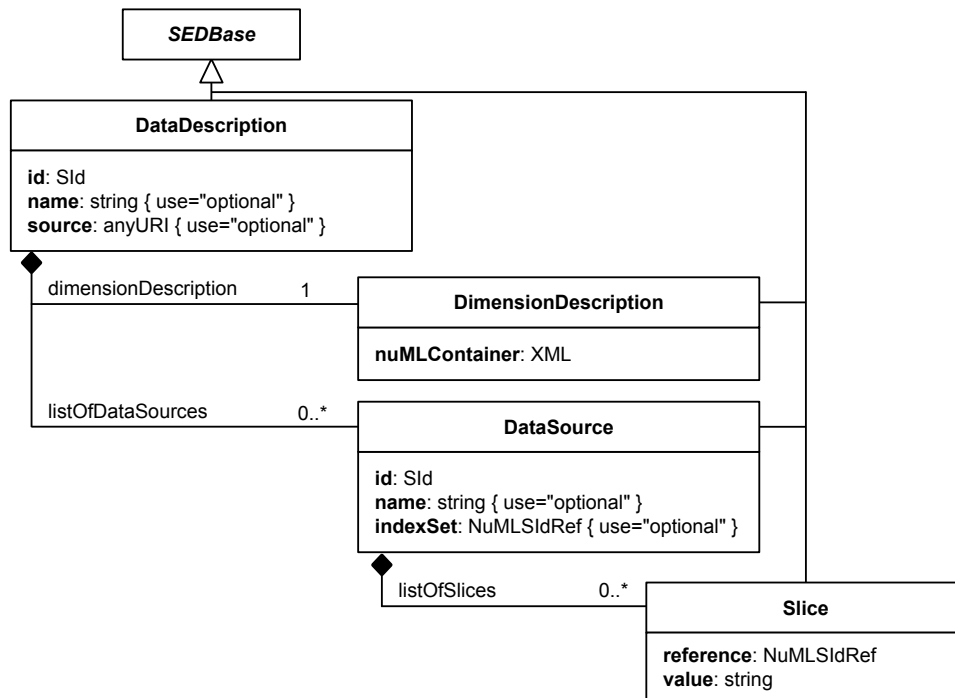 SEDBase
DataDescription
id: SId
name: string { use="optional" }
source: anyURI { use="optional" }
dimensionDescription 1
DimensionDescription
nuMLContainer: XML
listOfDataSources 0..*
DataSource
id: SId
name: string { use="optional" }
indexSet: NuMLSIdRef { use="optional" }
listOfSlices 0..*
Slice
reference: NuMLSIdRef
value: string